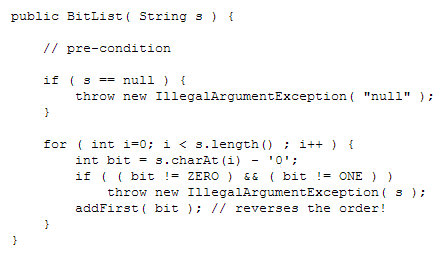 public BitList( String s ) {
// pre-condition
if ( s == null ) {
throw new IllegalArgumentException( "null" );
}
for ( int i=0; i < s.length() ; i++ ) {
int bit = s.charAt(i) - '0';
if ( ( bit != ZERO ) && ( bit != ONE ) )
throw new IllegalArgumentException( s );
addFirst( bit ); // reverses the order!
}
}